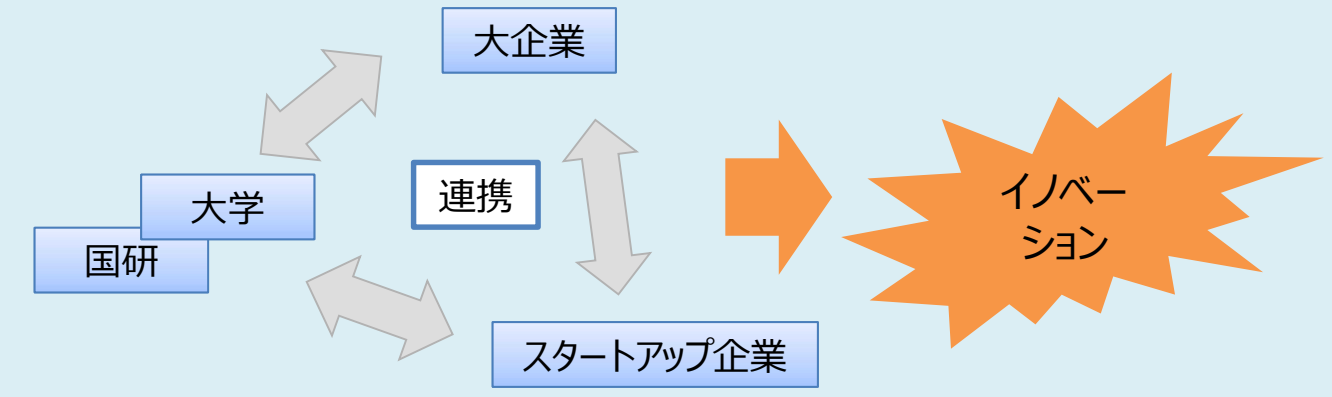 大企業
連携
大学
国研
スタートアップ企業
イノベー
ション